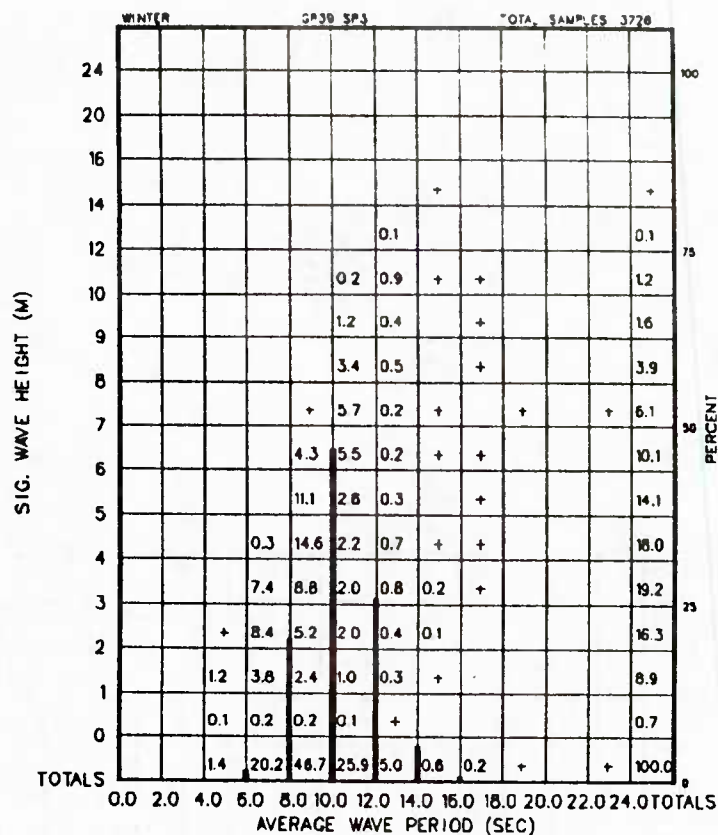 WINTER GP39 SP3 TOTAL SAMPLES 3728
24 100
20
16
+ +
14
0.1 0.1
12 75
0.2 0.9 + + 1.2
10
1.2 0.4 + 1.6
9
3.4 0.5 + 3.9
8
+ 5.7 0.2 + + + 6.1
7 50
4.3 5.5 0.2 + + 10.1
6
11.1 2.6 0.3 + 14.1
5
0.3 14.6 2.2 0.7 + + 18.0
4
7.4 8.8 2.0 0.8 0.2 + 19.2
3 25
+ 8.4 5.2 2.0 0.4 0.1 16.3
2
1.2 3.8 2.4 1.0 0.3 + 8.9
1
0.1 0.2 0.2 0.1 + 0.7
0
1.4 20.2 46.7 25.9 5.0 0.6 0.2 + + 100.0
TOTALS 0
0.0 2.0 4.0 6.0 8.0 10.0 12.0 14.0 16.0 18.0 20.0 22.0 24.0 TOTALS
AVERAGE WAVE PERIOD (SEC)
SIG. WAVE HEIGHT (M)
PERCENT